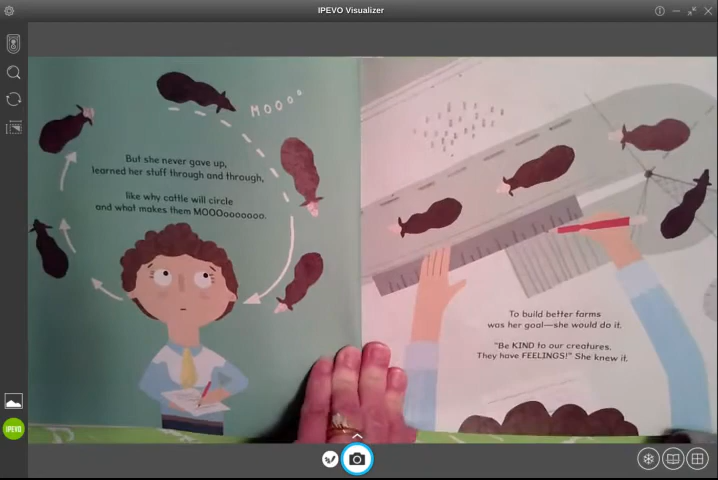 IPEVO Visualizer
MOOoo
But she never gave up,
learned her stuff through and through,
like why cattle will circle
and what makes them MOOOooooooo.
To build better farms
was her goal—she would do it.
"Be KIND to our creatures.
They have FEELINGS!" She knew it.
IPEVO